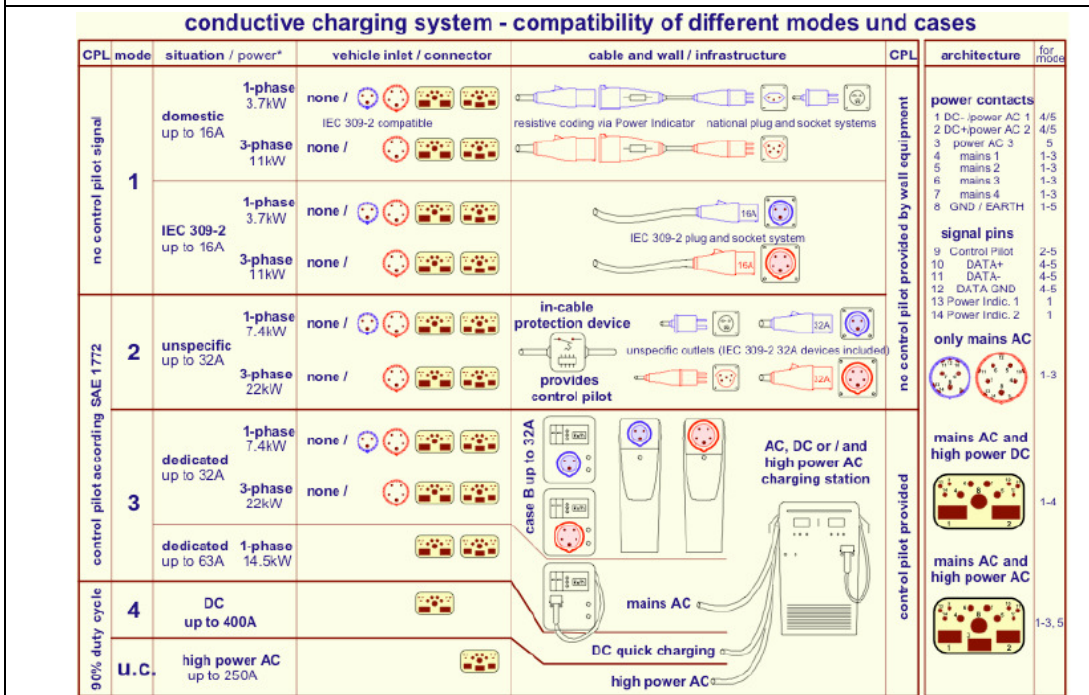 conductive charging system - compatibility of different modes und cases
CPL mode situation / power* vehicle inlet / connector cable and wall / infrastructure CPL architecture for mode
no control pilot signal
1
domestic
up to 16A
1-phase
3.7kW
none /
IEC 309-2 compatible
resistive coding via Power Indicator national plug and socket systems
3-phase
11kW
none /
IEC 309-2
up to 16A
1-phase
3.7kW
none /
16A
IEC 309-2 plug and socket system
3-phase
11kW
none /
16A
control pilot according SAE 1772
2
unspecific
up to 32A
1-phase
7.4kW
none /
in-cable
protection device
provides
control pilot
32A
unspecific outlets (IEC 309-2 32A devices included)
3-phase
22kW
none /
32A
no control pilot provided by wall equipment
3
dedicated
up to 32A
1-phase
7.4kW
none /
3-phase
22kW
none /
case B up to 32A
AC, DC or / and
high power AC
charging station
dedicated 1-phase
up to 63A 14.5kW
mains AC
90% duty cycle
4
DC
up to 400A
DC quick charging
u.c.
high power AC
up to 250A
high power AC
control pilot provided
power contacts
1 DC-/power AC 1 4/5
2 DC+/power AC 2 4/5
3 power AC 3 5
4 mains 1 1-3
5 mains 2 1-3
6 mains 3 1-3
7 mains 4 1-3
8 GND / EARTH 1-5
signal pins
9 Control Pilot 2-5
10 DATA+ 4-5
11 DATA- 4-5
12 DATA GND 4-5
13 Power Indic. 1 1
14 Power Indic. 2 1
only mains AC
1-3
mains AC and
high power DC
1-4
1 2
mains AC and
high power AC
1-3, 5
1 3 2